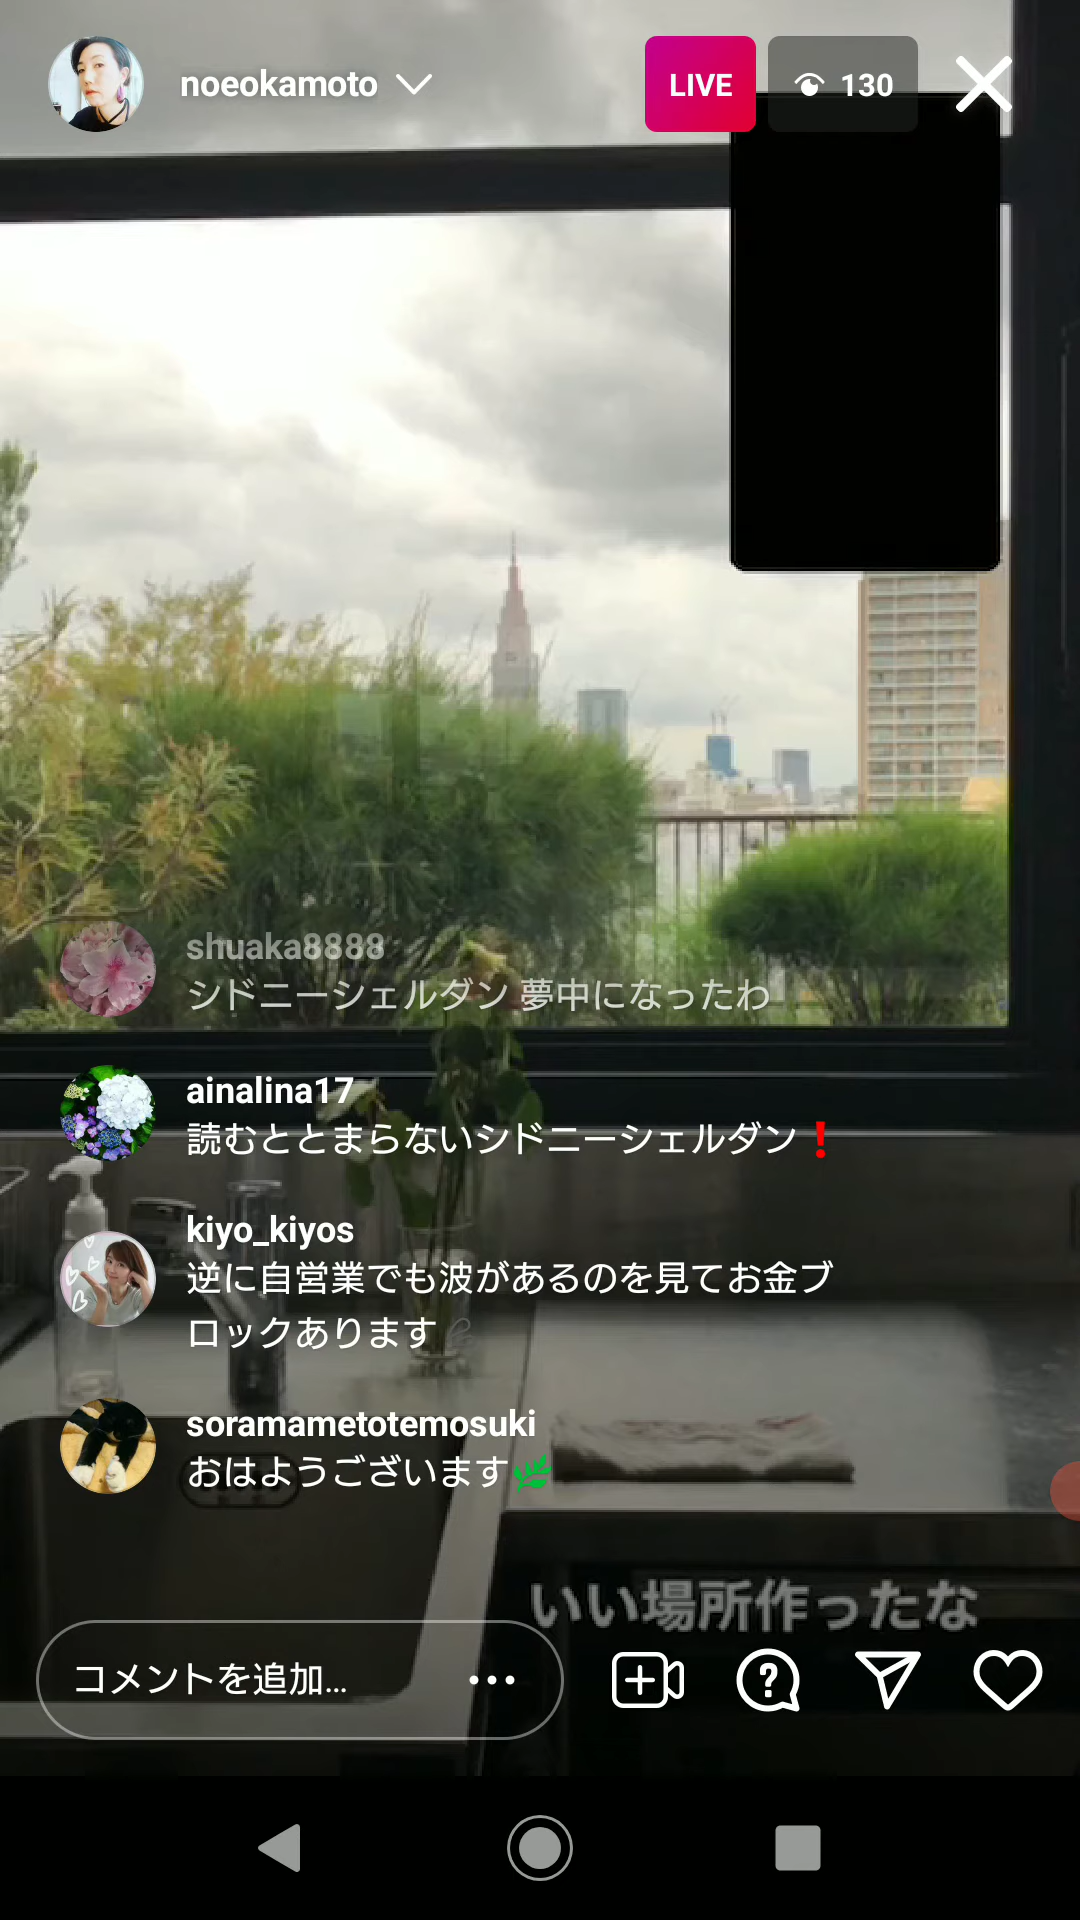 noeokamoto
LIVE
130
shuaka8888
シドニーシェルダン 夢中になったわ
ainalina17
読むととまらないシドニーシェルダン❗
kiyo_kiyos
逆に自営業でも波があるのを見てお金ブ
ロックあります💦
soramametotemosuki
おはようございます🌿
いい場所作ったな
コメントを追加...